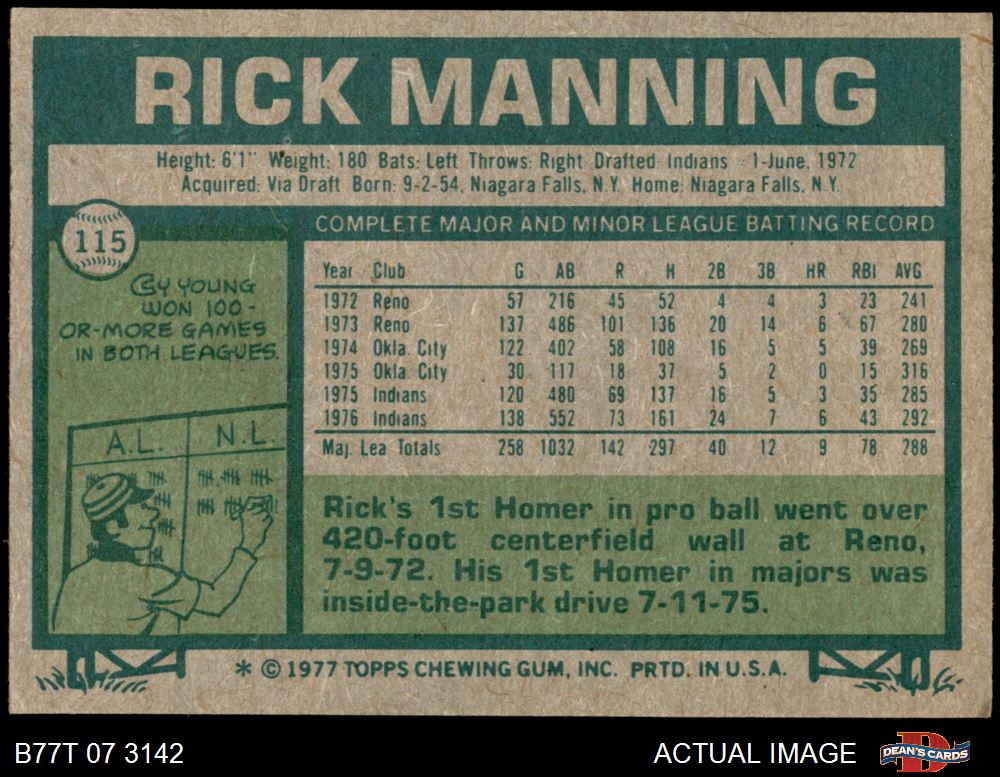 RICK MANNING
Height: 6'1" Weight: 180 Bats: Left Throws: Right Drafted Indians - 1-June, 1972
Acquired: Via Draft Born: 9-2-54, Niagara Falls, N.Y. Home: Niagara Falls, N.Y.
115
CY YOUNG
WON 100-
OR-MORE GAMES
IN BOTH LEAGUES.
A.L. N.L.
COMPLETE MAJOR AND MINOR LEAGUE BATTING RECORD
Year Club G AB R H 2B 3B HR RBI AVG
1972 Reno 57 216 45 52 4 4 3 23 241
1973 Reno 137 486 101 136 20 14 6 67 280
1974 Okla. City 122 402 58 108 16 5 5 39 269
1975 Okla. City 30 117 18 37 5 2 0 15 316
1975 Indians 120 480 69 137 16 5 3 35 285
1976 Indians 138 552 73 161 24 7 6 43 292
Maj. Lea Totals 258 1032 142 297 40 12 9 78 288
Rick's 1st Homer in pro ball went over
420-foot centerfield wall at Reno,
7-9-72. His 1st Homer in majors was
inside-the-park drive 7-11-75.
* © 1977 TOPPS CHEWING GUM, INC. PRTD. IN U.S.A.
B77T 07 3142 ACTUAL IMAGE DEAN'S CARDS